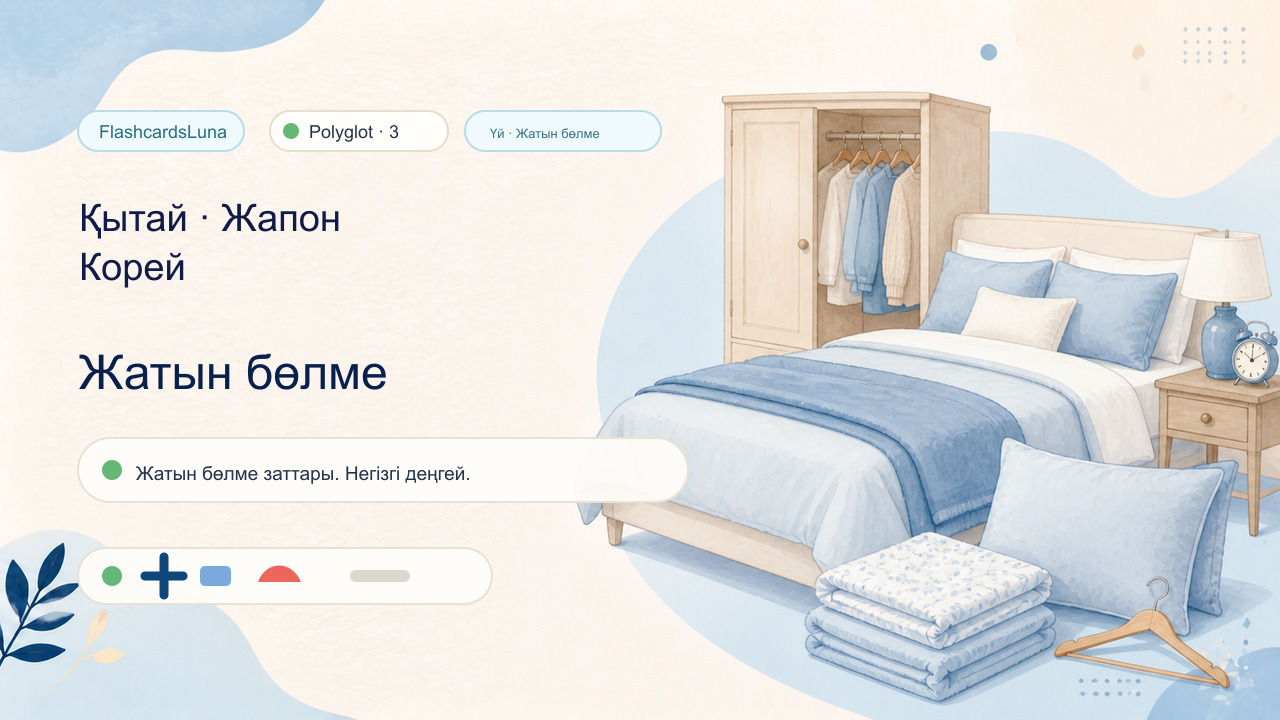 FlashcardsLuna
Polyglot · 3
Үй · Жатын бөлме
Қытай · Жапон
Корей
Жатын бөлме
Жатын бөлме заттары. Негізгі деңгей.